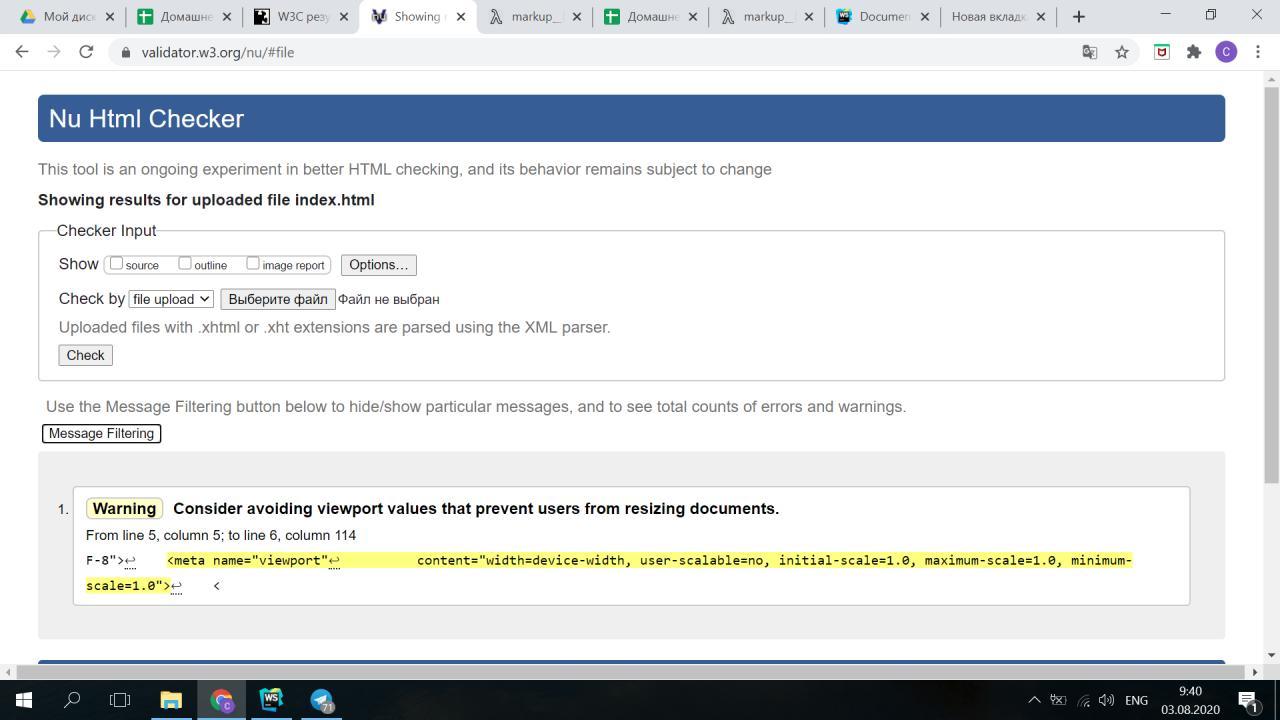 Мой диск
Домашне
W3C резу
Showing
markup_
Домашне
markup_
Documen
Новая вкладк
validator.w3.org/nu/#file
C
Nu Html Checker
This tool is an ongoing experiment in better HTML checking, and its behavior remains subject to change
Showing results for uploaded file index.html
Checker Input
Show source outline image report Options...
Check by file upload Выберите файл Файл не выбран
Uploaded files with .xhtml or .xht extensions are parsed using the XML parser.
Check
Use the Message Filtering button below to hide/show particular messages, and to see total counts of errors and warnings.
Message Filtering
1. Warning Consider avoiding viewport values that prevent users from resizing documents.
From line 5, column 5; to line 6, column 114
F-8">↩ <meta name="viewport"↩ content="width=device-width, user-scalable=no, initial-scale=1.0, maximum-scale=1.0, minimum-
scale=1.0">↩ <
WS
C
71
ENG
9:40
03.08.2020
1